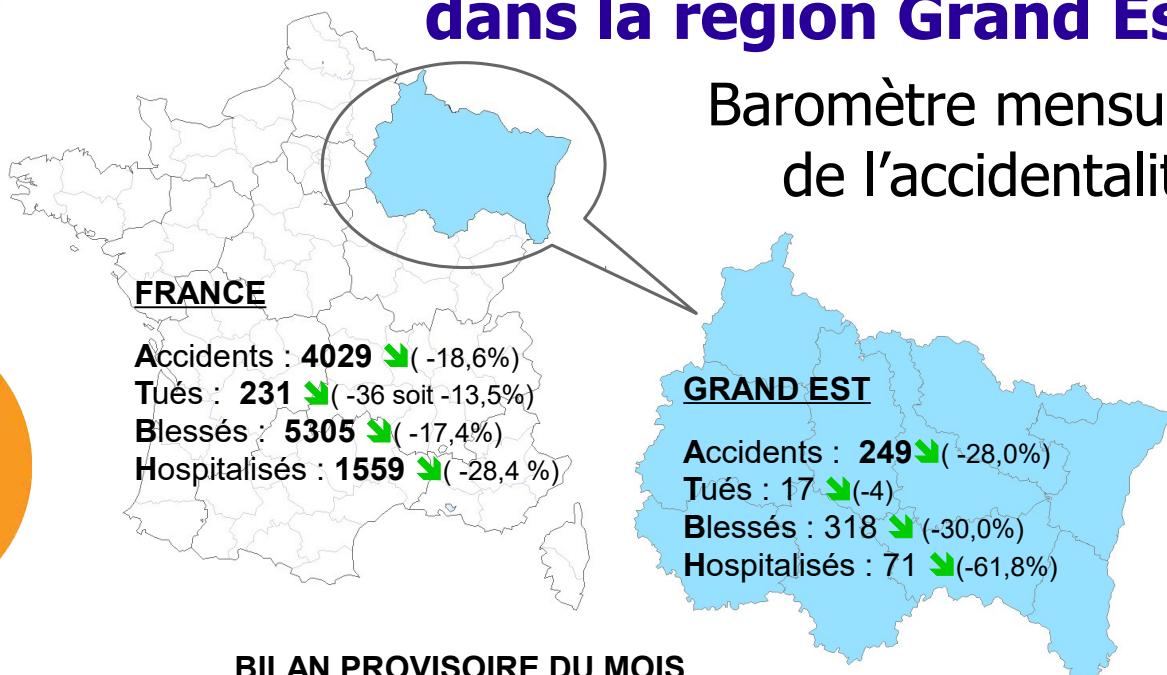 dans la région Grand Es
Baromètre mensu
de l'accidentalit
FRANCE
Accidents : 4029 ( -18,6%)
Tués : 231 ( -36 soit -13,5%)
Blessés : 5305 ( -17,4%)
Hospitalisés : 1559 ( -28,4 %)
GRAND EST
Accidents : 249 ( -28,0%)
Tués : 17 (-4)
Blessés : 318 (-30,0%)
Hospitalisés : 71 (-61,8%)
BILAN PROVISOIRE DU MOIS